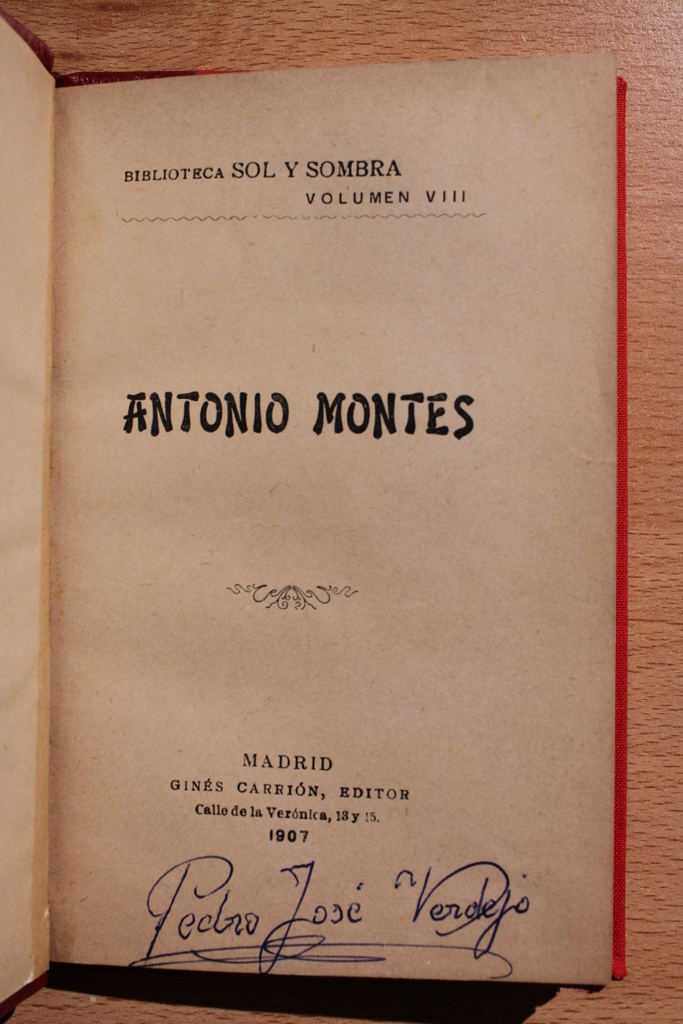 BIBLIOTECA SOL Y SOMBRA
VOLUMEN VIII
ANTONIO MONTES
MADRID
GINÉS CARRIÓN, EDITOR
Calle de la Verónica, 13 y 15.
1907
Pedro José Verdejo